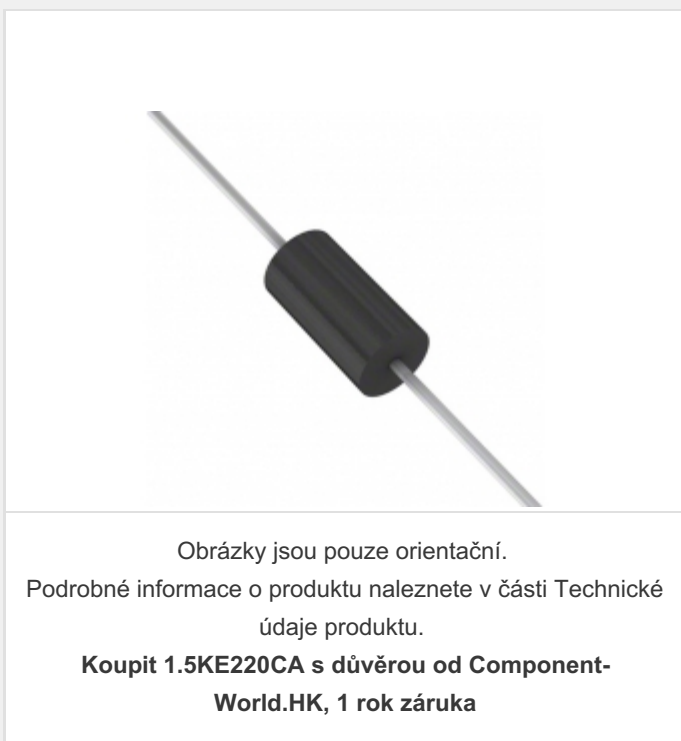 Obrázky jsou pouze orientační.
Podrobné informace o produktu naleznete v části Technické
údaje produktu.
Koupit 1.5KE220CA s důvěrou od Component-
World.HK, 1 rok záruka